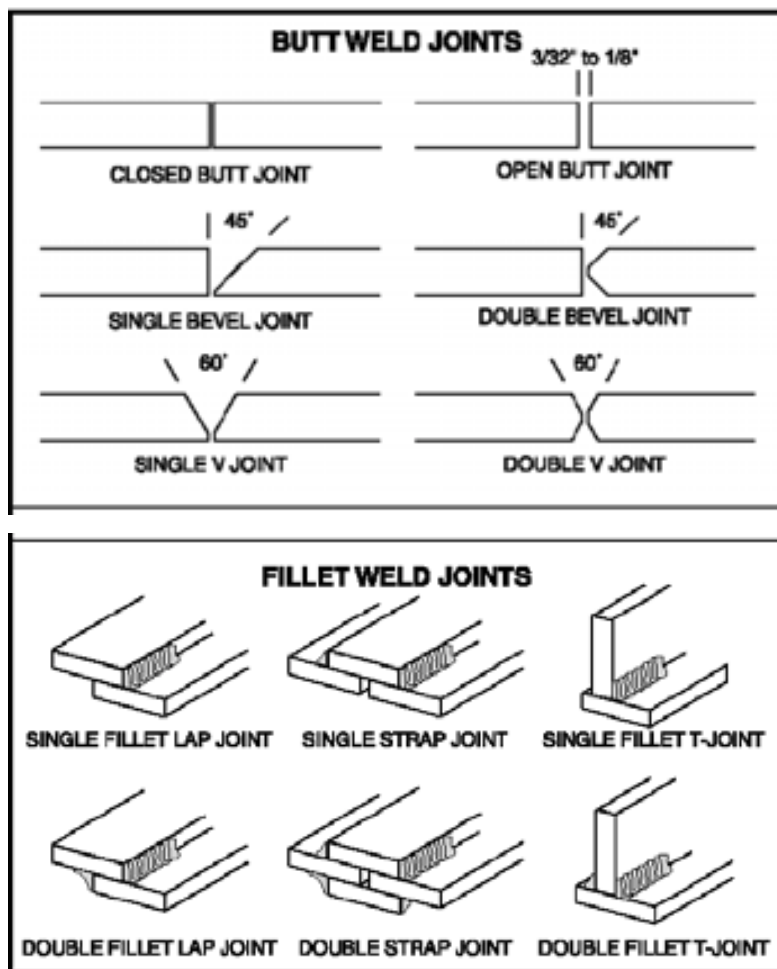 BUTT WELD JOINTS
3/32" to 1/8"
CLOSED BUTT JOINT
OPEN BUTT JOINT
45°
45°
SINGLE BEVEL JOINT
DOUBLE BEVEL JOINT
60°
60°
SINGLE V JOINT
DOUBLE V JOINT
FILLET WELD JOINTS
SINGLE FILLET LAP JOINT
SINGLE STRAP JOINT
SINGLE FILLET T-JOINT
DOUBLE FILLET LAP JOINT
DOUBLE STRAP JOINT
DOUBLE FILLET T-JOINT